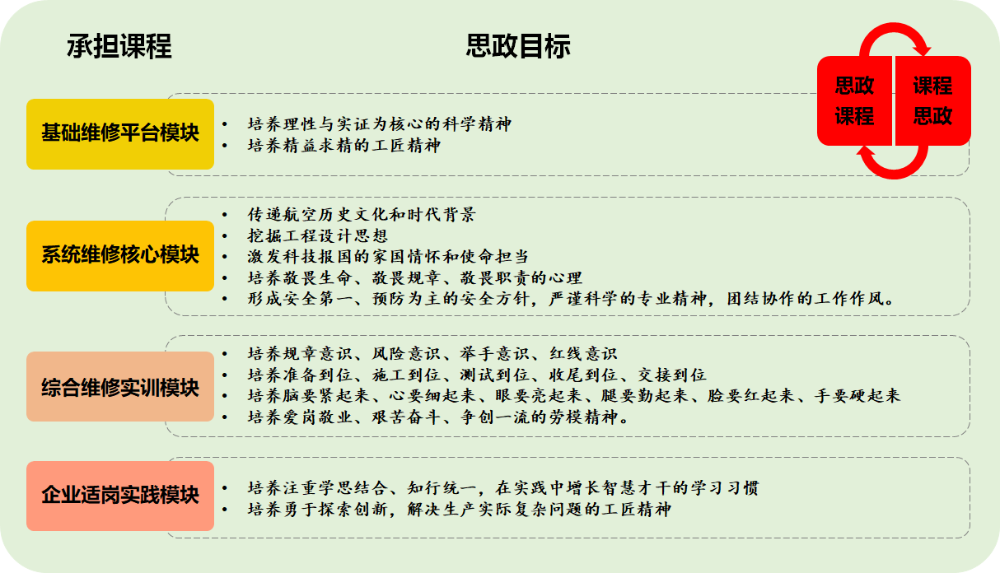 承担课程
思政目标
思政
课程
课程
思政
基础维修平台模块
• 培养理性与实证为核心的科学精神
• 培养精益求精的工匠精神
系统维修核心模块
• 传递航空历史文化和时代背景
• 挖掘工程设计思想
• 激发科技报国的家国情怀和使命担当
• 培养敬畏生命、敬畏规章、敬畏职责的心理
• 形成安全第一、预防为主的安全方针，严谨科学的专业精神，团结协作的工作作风。
综合维修实训模块
• 培养规章意识、风险意识、举手意识、红线意识
• 培养准备到位、施工到位、测试到位、收尾到位、交接到位
• 培养脑要紧起来、心要细起来、眼要亮起来、腿要勤起来、脸要红起来、手要硬起来
• 培养爱岗敬业、艰苦奋斗、争创一流的劳模精神。
企业适岗实践模块
• 培养注重学思结合、知行统一，在实践中增长智慧才干的学习习惯
• 培养勇于探索创新，解决生产实际复杂问题的工匠精神